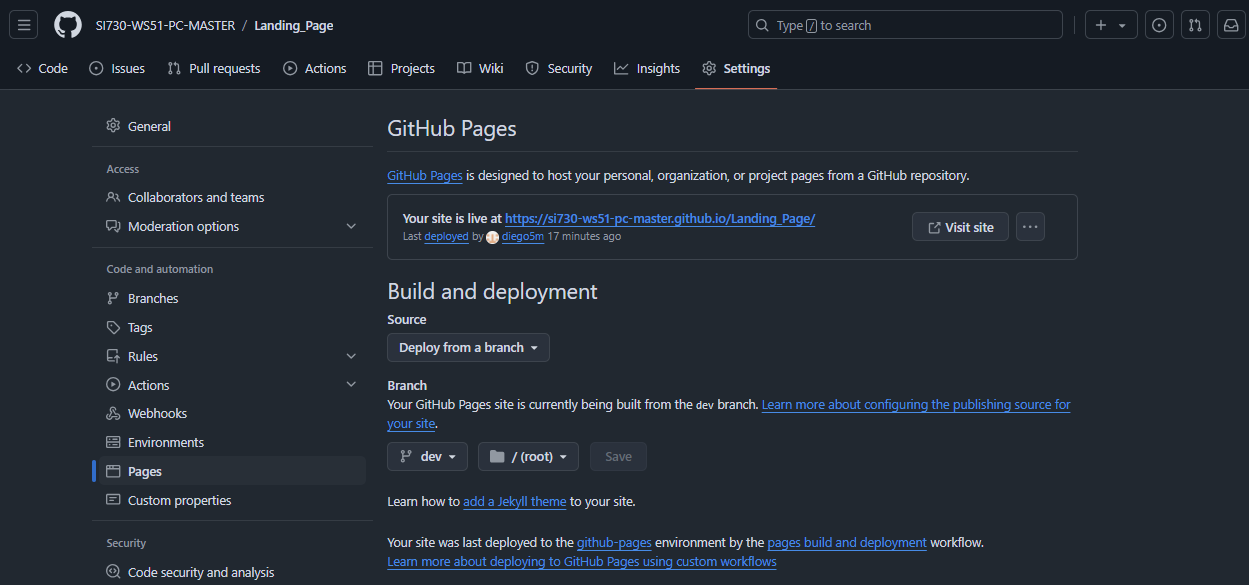 SI730-WS51-PC-MASTER / Landing_Page
Type / to search
Code Issues Pull requests Actions Projects Wiki Security Insights Settings
General
Access
Collaborators and teams
Moderation options
Code and automation
Branches
Tags
Rules
Actions
Webhooks
Environments
Pages
Custom properties
Security
Code security and analysis
GitHub Pages
GitHub Pages is designed to host your personal, organization, or project pages from a GitHub repository.
Your site is live at https://si730-ws51-pc-master.github.io/Landing_Page/
Last deployed by diego5m 17 minutes ago
Visit site
Build and deployment
Source
Deploy from a branch
Branch
Your GitHub Pages site is currently being built from the dev branch. Learn more about configuring the publishing source for
your site.
dev / (root) Save
Learn how to add a Jekyll theme to your site.
Your site was last deployed to the github-pages environment by the pages build and deployment workflow.
Learn more about deploying to GitHub Pages using custom workflows